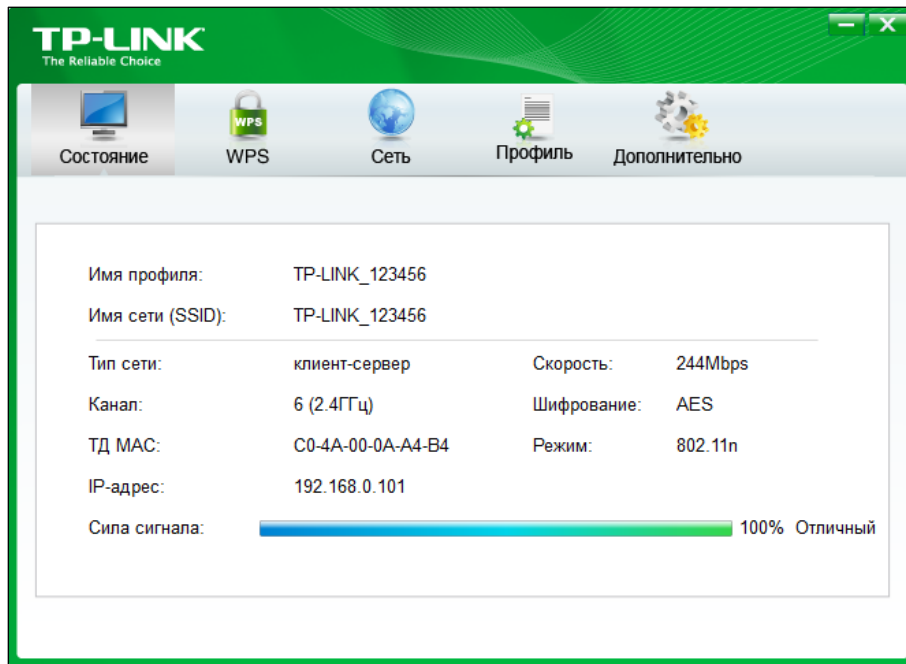 TP-LINK
The Reliable Choice
WPS
Состояние WPS Сеть Профиль Дополнительно
Имя профиля: TP-LINK_123456
Имя сети (SSID): TP-LINK_123456
Тип сети: клиент-сервер Скорость: 244Mbps
Канал: 6 (2.4ГГц) Шифрование: AES
ТД MAC: C0-4A-00-0A-A4-B4 Режим: 802.11n
IP-адрес: 192.168.0.101
Сила сигнала: 100% Отличный